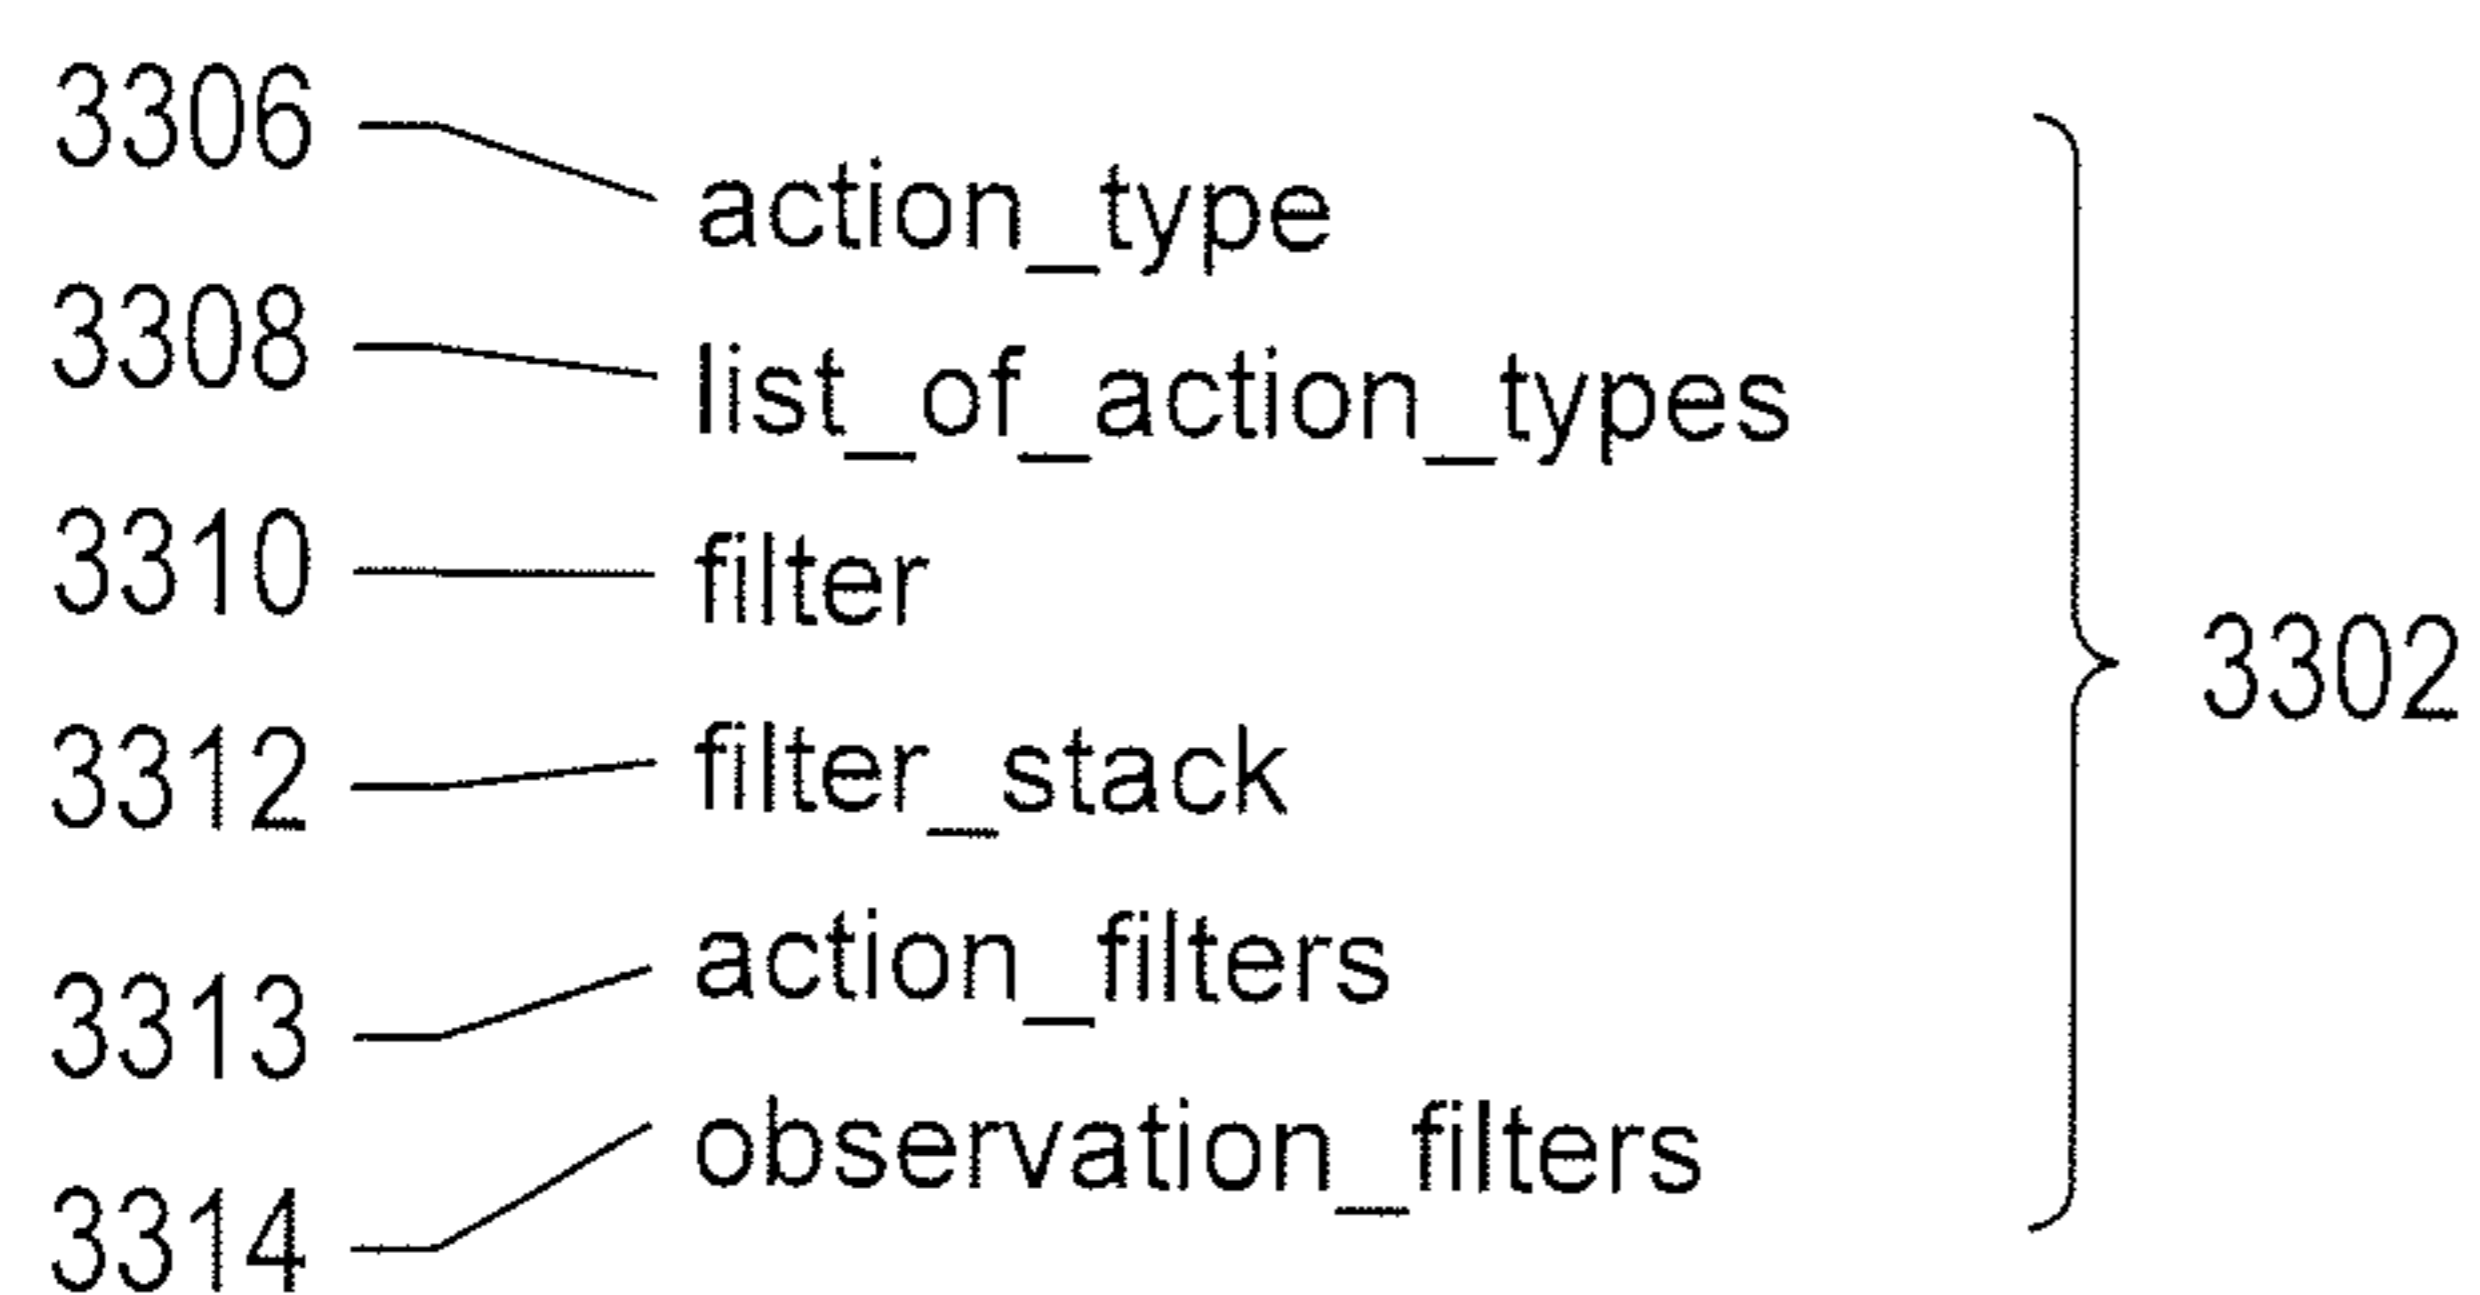 3306 action_type
3308 list_of_action_types
3310 filter
3302
3312 filter_stack
3313 action_filters
3314 observation_filters